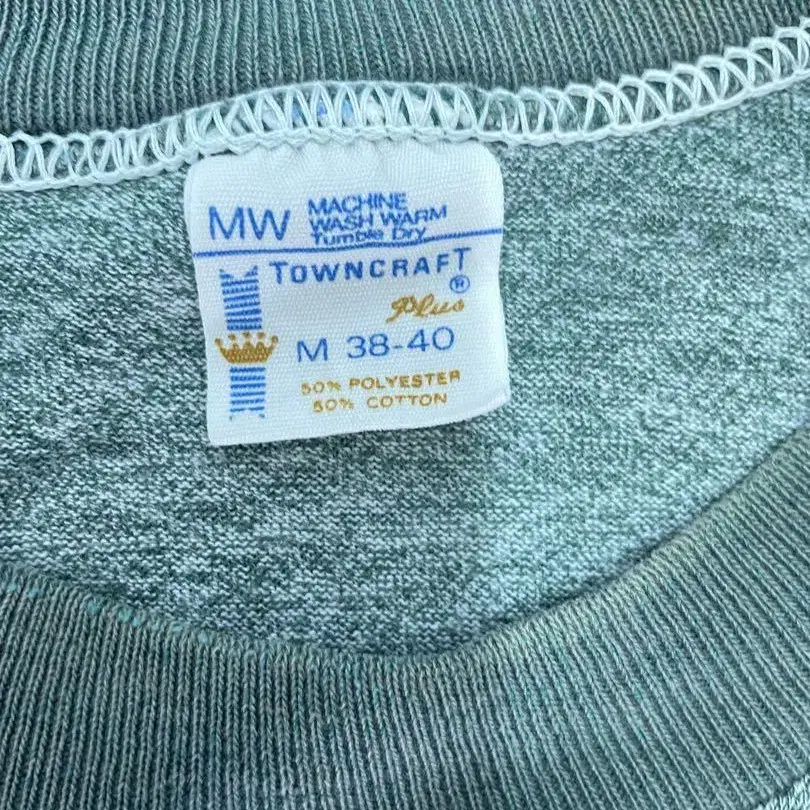 MW MACHINE
WASH WARM
Tumble Dry
TOWNCRAFT
®
Plus
M 38-40
50% POLYESTER
50% COTTON